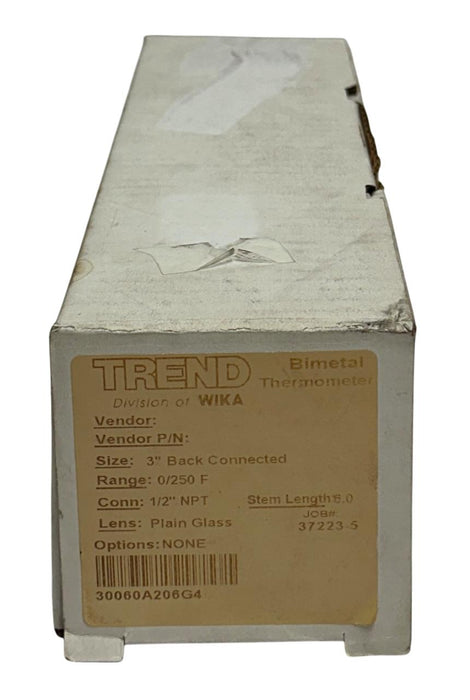 TREND
Division of WIKA
Bimetal
Thermometer
Vendor:
Vendor P/N:
Size: 3" Back Connected
Range: 0/250 F
Conn: 1/2" NPT Stem Length: 6.0
Lens: Plain Glass JOB#:
37223-5
Options: NONE
30060A206G4